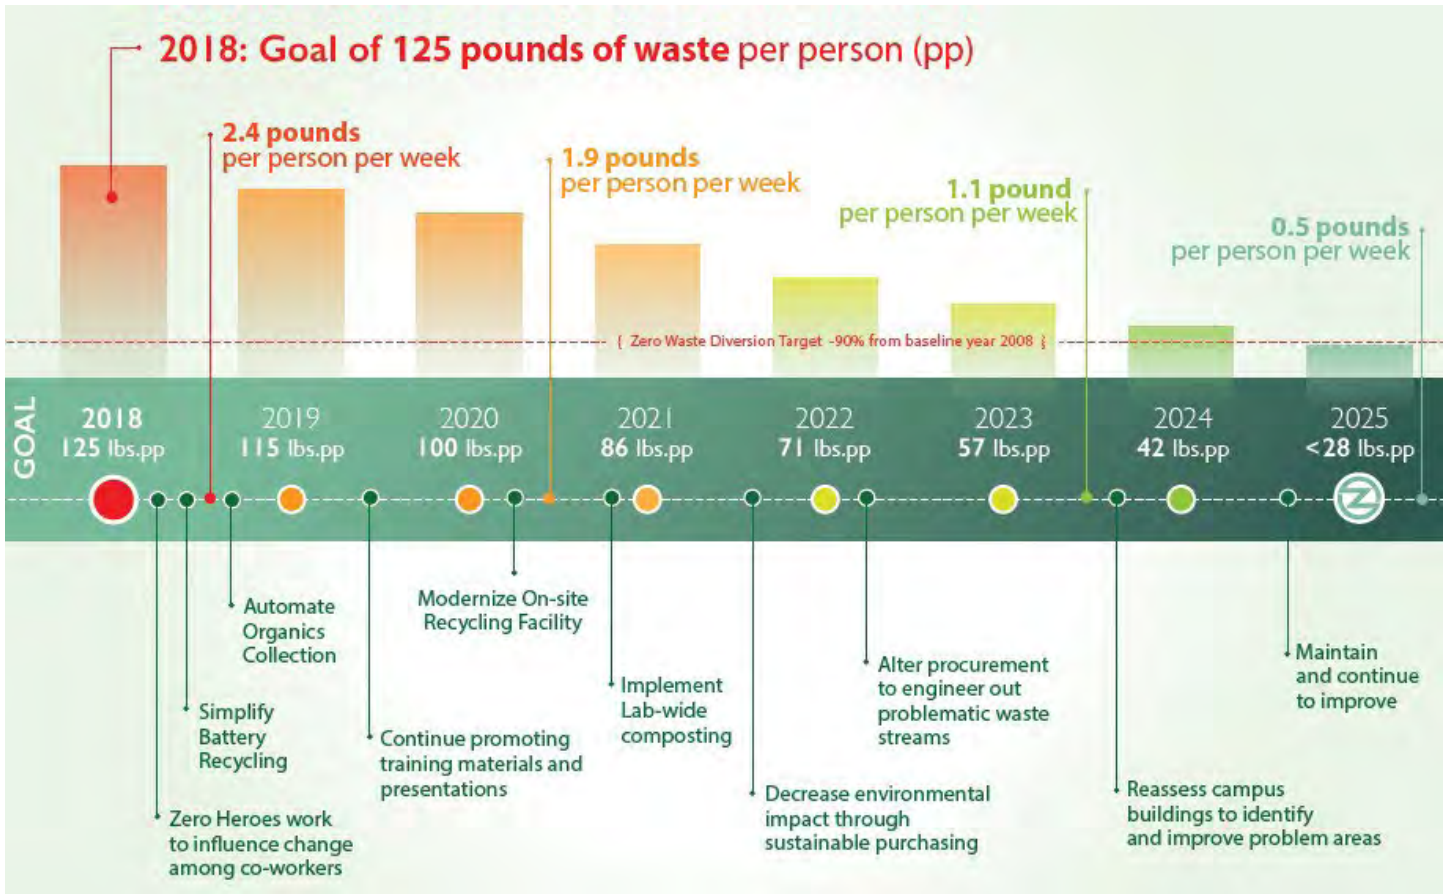 2018: Goal of 125 pounds of waste per person (pp)
2.4 pounds
per person per week
1.9 pounds
per person per week
1.1 pound
per person per week
0.5 pounds
per person per week
{ Zero Waste Diversion Target -90% from baseline year 2008 }
GOAL
2018
125 lbs.pp
2019
115 lbs.pp
2020
100 lbs.pp
2021
86 lbs.pp
2022
71 lbs.pp
2023
57 lbs.pp
2024
42 lbs.pp
2025
<28 lbs.pp
Z
Automate
Organics
Collection
Simplify
Battery
Recycling
Zero Heroes work
to influence change
among co-workers
Continue promoting
training materials and
presentations
Modernize On-site
Recycling Facility
Implement
Lab-wide
composting
Decrease environmental
impact through
sustainable purchasing
Alter procurement
to engineer out
problematic waste
streams
Reassess campus
buildings to identify
and improve problem areas
Maintain
and continue
to improve